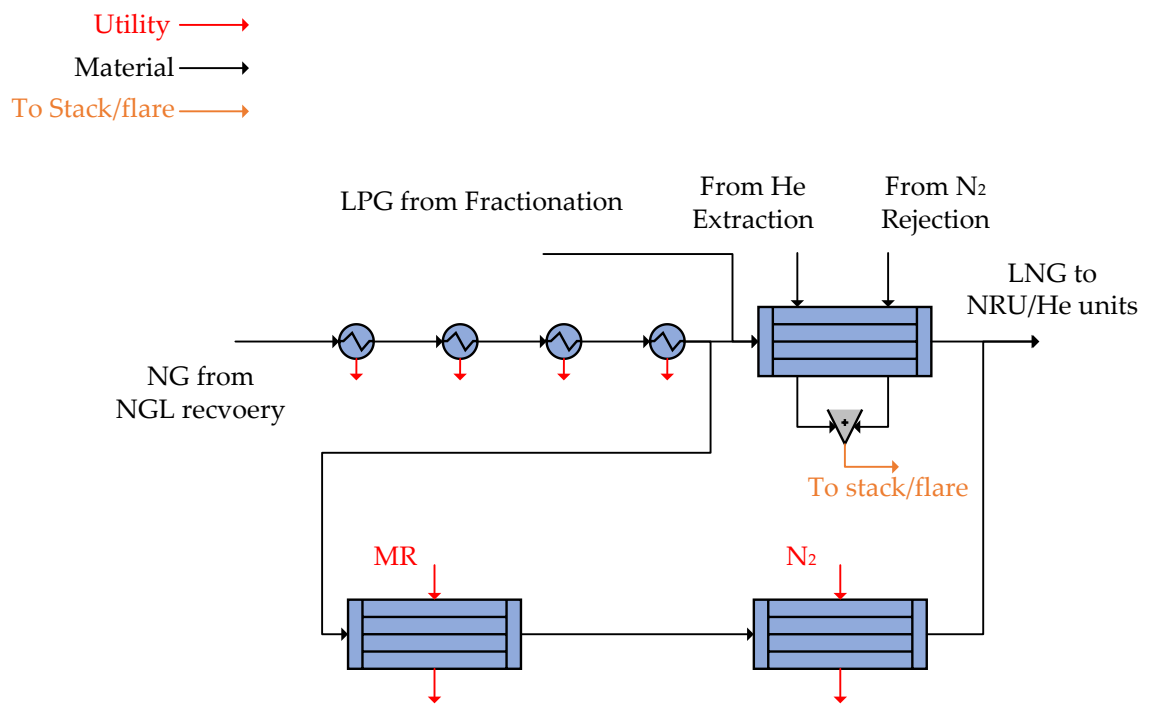 Utility
Material
To Stack/flare
LPG from Fractionation
From He
Extraction
From N₂
Rejection
LNG to
NRU/He units
NG from
NGL recvoery
+
To stack/flare
MR
N₂